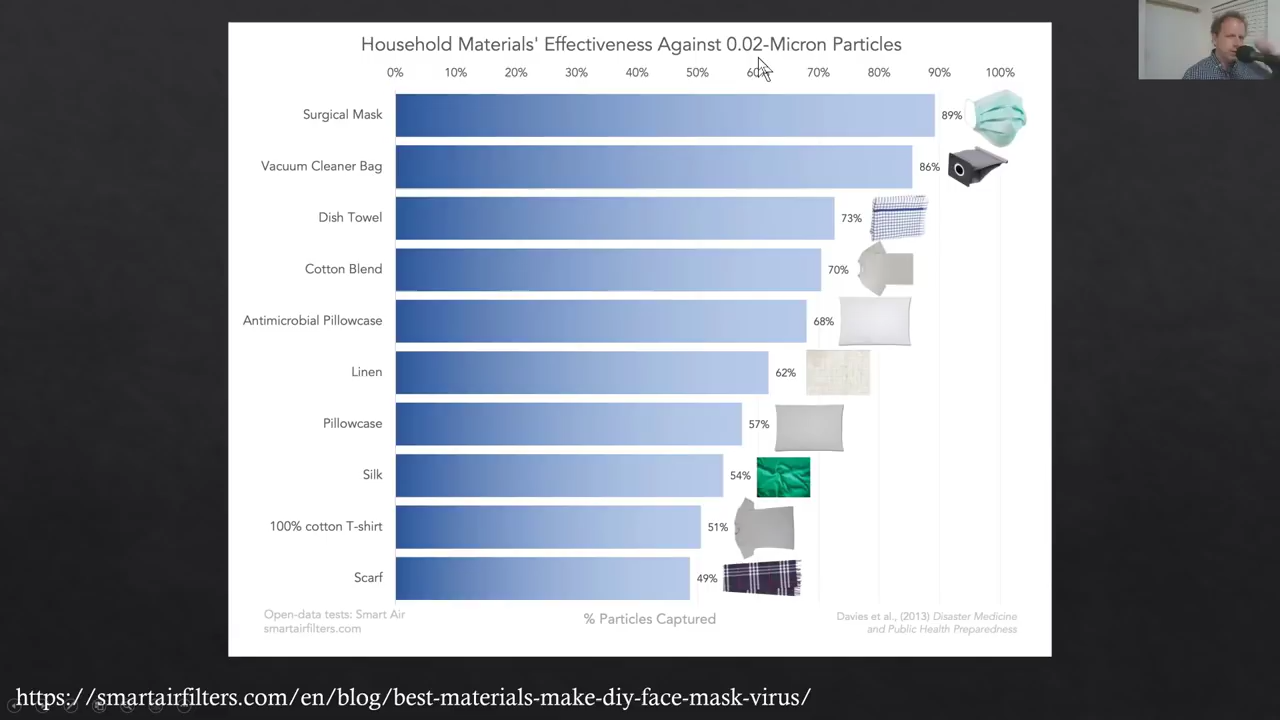 Household Materials' Effectiveness Against 0.02-Micron Particles
0% 10% 20% 30% 40% 50% 60% 70% 80% 90% 100%
Surgical Mask 89%
Vacuum Cleaner Bag 86%
Dish Towel 73%
Cotton Blend 70%
Antimicrobial Pillowcase 68%
Linen 62%
Pillowcase 57%
Silk 54%
100% cotton T-shirt 51%
Scarf 49%
Open-data tests: Smart Air
smartairfilters.com
% Particles Captured
Davies et al., (2013) Disaster Medicine
and Public Health Preparedness
https://smartairfilters.com/en/blog/best-materials-make-diy-face-mask-virus/